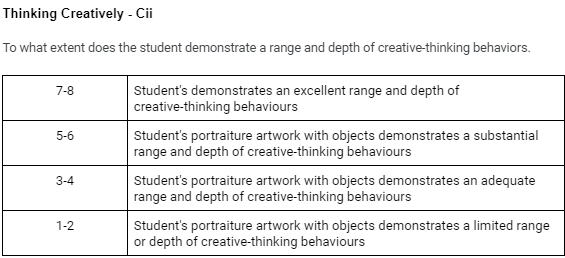 Thinking Creatively - Cii
To what extent does the student demonstrate a range and depth of creative-thinking behaviors.
7-8
Student's demonstrates an excellent range and depth of
creative-thinking behaviours
5-6
Student's portraiture artwork with objects demonstrates a substantial
range and depth of creative-thinking behaviours
3-4
Student's portraiture artwork with objects demonstrates an adequate
range and depth of creative-thinking behaviours
1-2
Student's portraiture artwork with objects demonstrates a limited range
or depth of creative-thinking behaviours